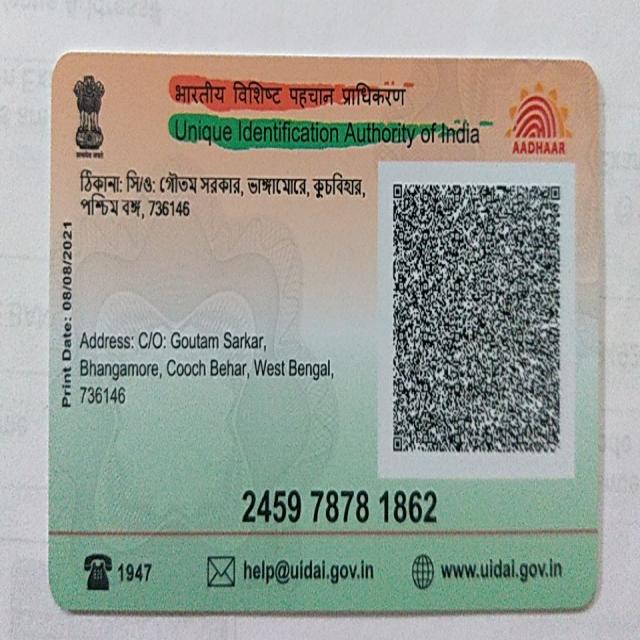 भारतीय विशिष्ट पहचान प्राधिकरण
Unique Identification Authority of India
AADHAAR
ঠিকানা: সি/ও: গৌতম সরকার, ভাঙ্গামোরে, কুচবিহার,
পশ্চিম বঙ্গ, 736146
Print Date: 08/08/2021
Address: C/O: Goutam Sarkar,
Bhangamore, Cooch Behar, West Bengal,
736146
2459 7878 1862
1947
help@uidai.gov.in
www.uidai.gov.in